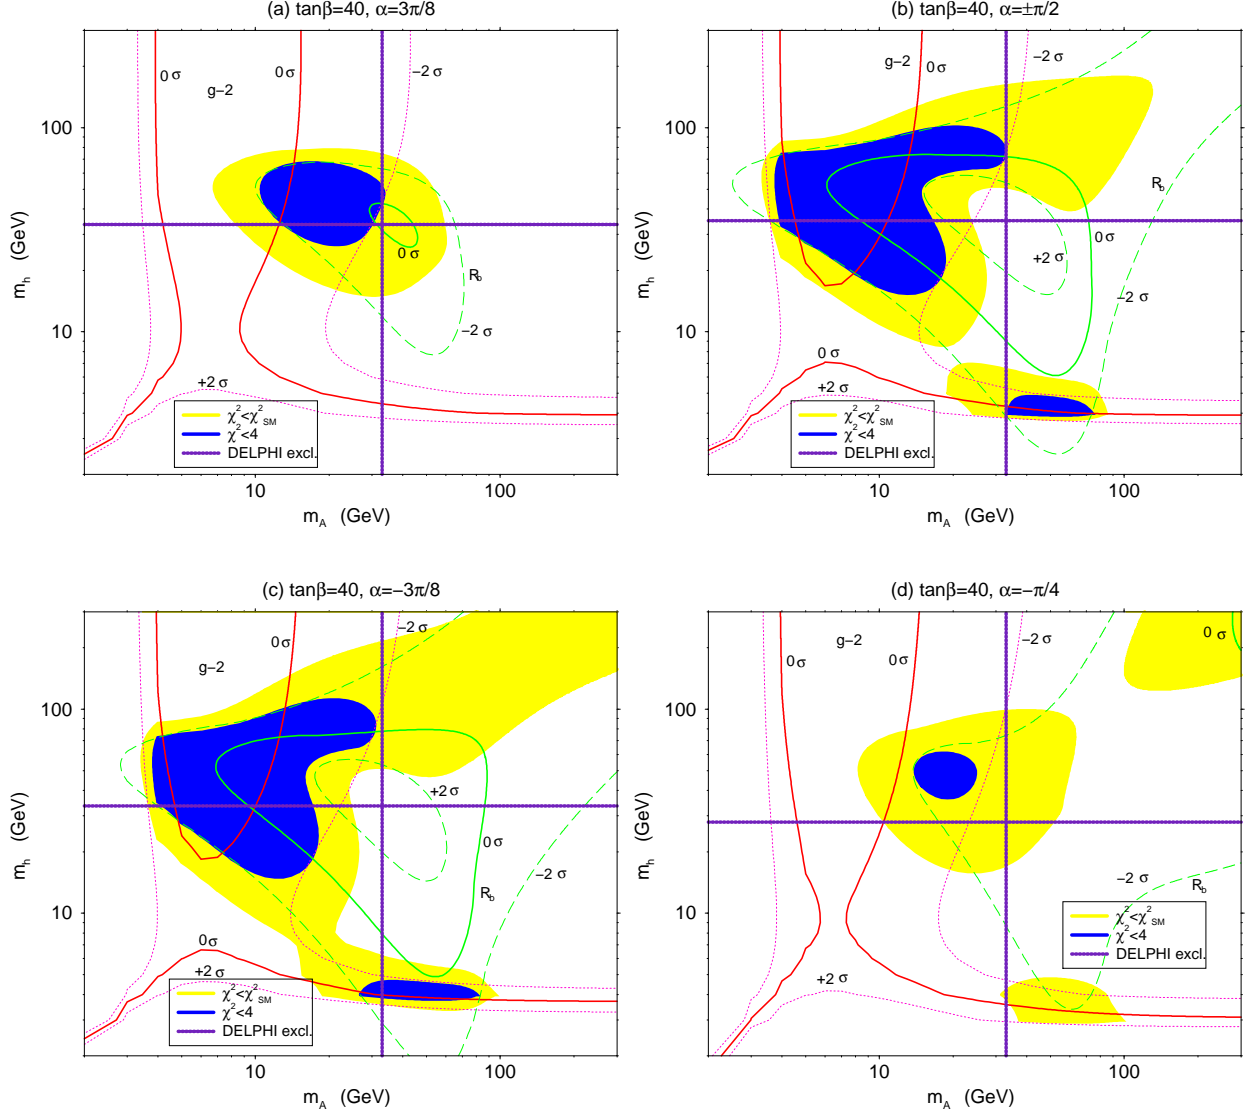 (a) tanβ=40, α=3π/8
0 σ
0 σ
−2 σ
g−2
100
m_h (GeV)
0 σ
R_b
−2 σ
10
+2 σ
χ²<χ²_SM
χ²<4
DELPHI excl.
10
100
m_A (GeV)
(b) tanβ=40, α=±π/2
g−2
0 σ
−2 σ
100
R_b
m_h (GeV)
0 σ
+2 σ
−2 σ
10
0 σ
+2 σ
χ²<χ²_SM
χ²<4
DELPHI excl.
10
100
m_A (GeV)
(c) tanβ=40, α=−3π/8
0 σ
−2 σ
g−2
100
m_h (GeV)
+2 σ
0 σ
−2 σ
R_b
10
0 σ
+2 σ
χ²<χ²_SM
χ²<4
DELPHI excl.
10
100
m_A (GeV)
(d) tanβ=40, α=−π/4
g−2
−2 σ
0 σ
0 σ
0 σ
100
m_h (GeV)
−2 σ
R_b
10
χ²<χ²_SM
χ²<4
DELPHI excl.
+2 σ
10
100
m_A (GeV)